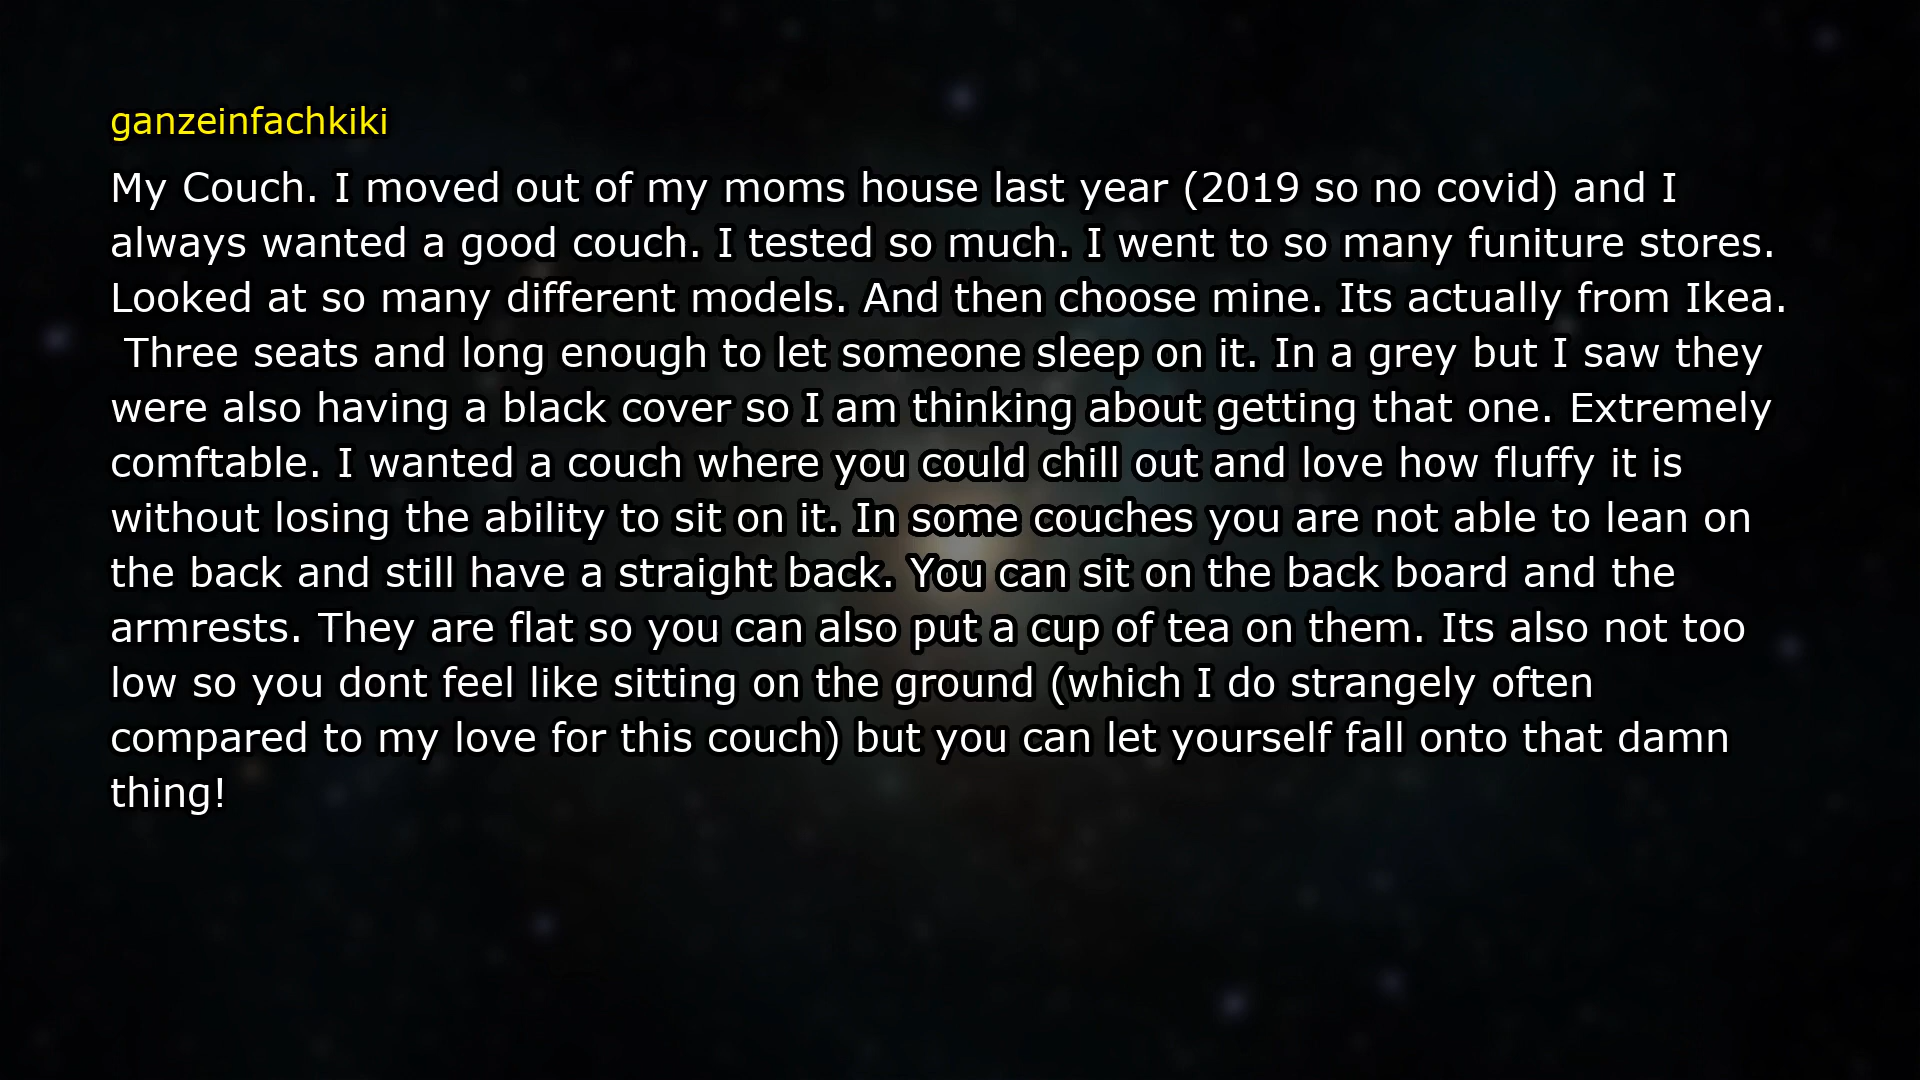 ganzeinfachkiki
My Couch. I moved out of my moms house last year (2019 so no covid) and I
always wanted a good couch. I tested so much. I went to so many funiture stores.
Looked at so many different models. And then choose mine. Its actually from Ikea.
Three seats and long enough to let someone sleep on it. In a grey but I saw they
were also having a black cover so I am thinking about getting that one. Extremely
comftable. I wanted a couch where you could chill out and love how fluffy it is
without losing the ability to sit on it. In some couches you are not able to lean on
the back and still have a straight back. You can sit on the back board and the
armrests. They are flat so you can also put a cup of tea on them. Its also not too
low so you dont feel like sitting on the ground (which I do strangely often
compared to my love for this couch) but you can let yourself fall onto that damn
thing!